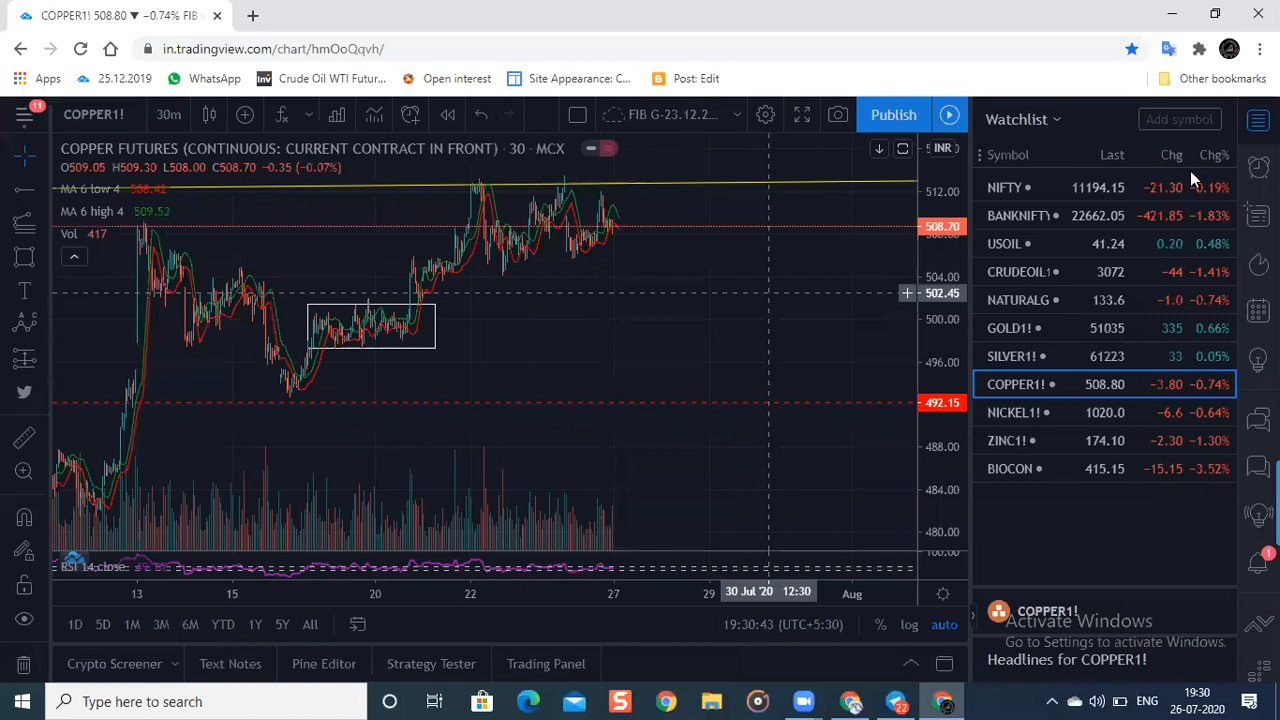 COPPER1! 508.80 ▼ −0.74% FIB G
in.tradingview.com/chart/hmOoQqvh/
Apps 25.12.2019 WhatsApp Crude Oil WTI Futur... Open interest Site Appearance: C... Post: Edit Other bookmarks
11
COPPER1! 30m FIB G-23.12.2... Publish Watchlist Add symbol
COPPER FUTURES (CONTINUOUS: CURRENT CONTRACT IN FRONT) · 30 · MCX INR
O509.05 H509.30 L508.00 C508.70 −0.35 (−0.07%)
MA 6 low 4 508.42
MA 6 high 4 509.53
Vol 417
512.00
508.70
504.00
502.45
500.00
496.00
492.15
488.00
484.00
480.00
RSI 14 close
13 15 20 22 27 29 30 Jul '20 12:30 Aug
1D 5D 1M 3M 6M YTD 1Y 5Y All 19:30:43 (UTC+5:30) % log auto
Crypto Screener Text Notes Pine Editor Strategy Tester Trading Panel
Symbol Last Chg Chg%
NIFTY 11194.15 −21.30 −0.19%
BANKNIFTY 22662.05 −421.85 −1.83%
USOIL 41.24 0.20 0.48%
CRUDEOIL1 3072 −44 −1.41%
NATURALG 133.6 −1.0 −0.74%
GOLD1! 51035 335 0.66%
SILVER1! 61223 33 0.05%
COPPER1! 508.80 −3.80 −0.74%
NICKEL1! 1020.0 −6.6 −0.64%
ZINC1! 174.10 −2.30 −1.30%
BIOCON 415.15 −15.15 −3.52%
1
COPPER1!
Activate Windows
Go to Settings to activate Windows.
Headlines for COPPER1!
Type here to search
22
ENG
19:30
26-07-2020